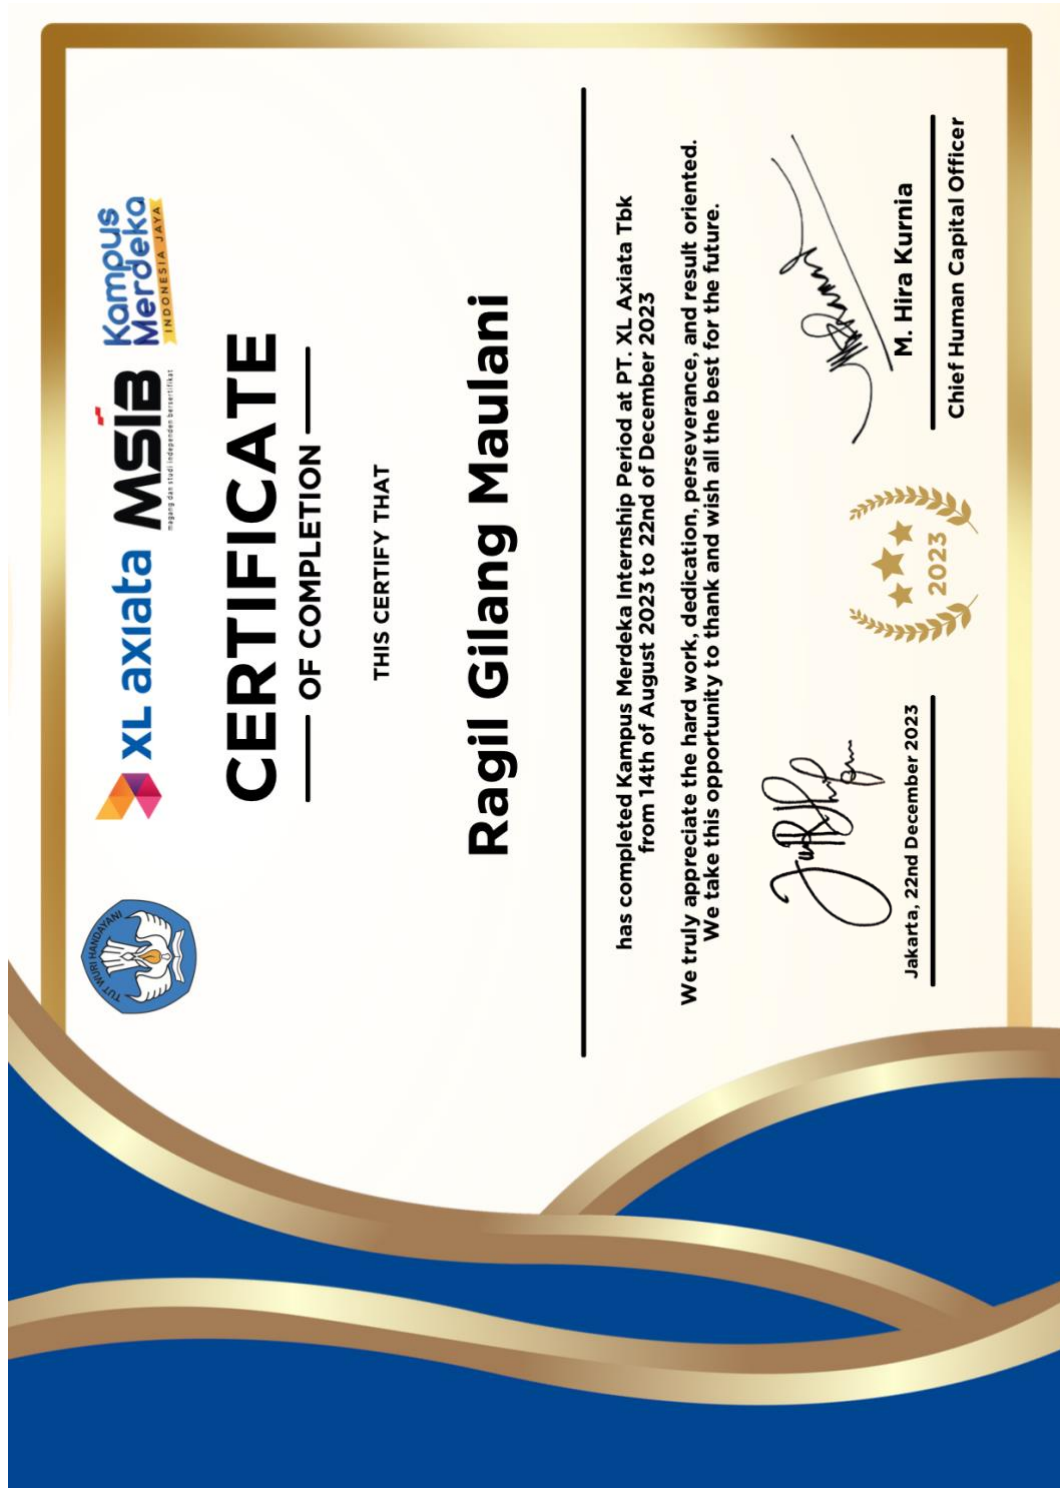 TUT WURI HANDAYANI
XL axiata
MSIB
magang dan studi independen bersertifikat
Kampus
Merdeka
INDONESIA JAYA
CERTIFICATE
OF COMPLETION
THIS CERTIFY THAT
Ragil Gilang Maulani
has completed Kampus Merdeka Internship Period at PT. XL Axiata Tbk
from 14th of August 2023 to 22nd of December 2023
We truly appreciate the hard work, dedication, perseverance, and result oriented.
We take this opportunity to thank and wish all the best for the future.
Jakarta, 22nd December 2023
2023
M. Hira Kurnia
Chief Human Capital Officer